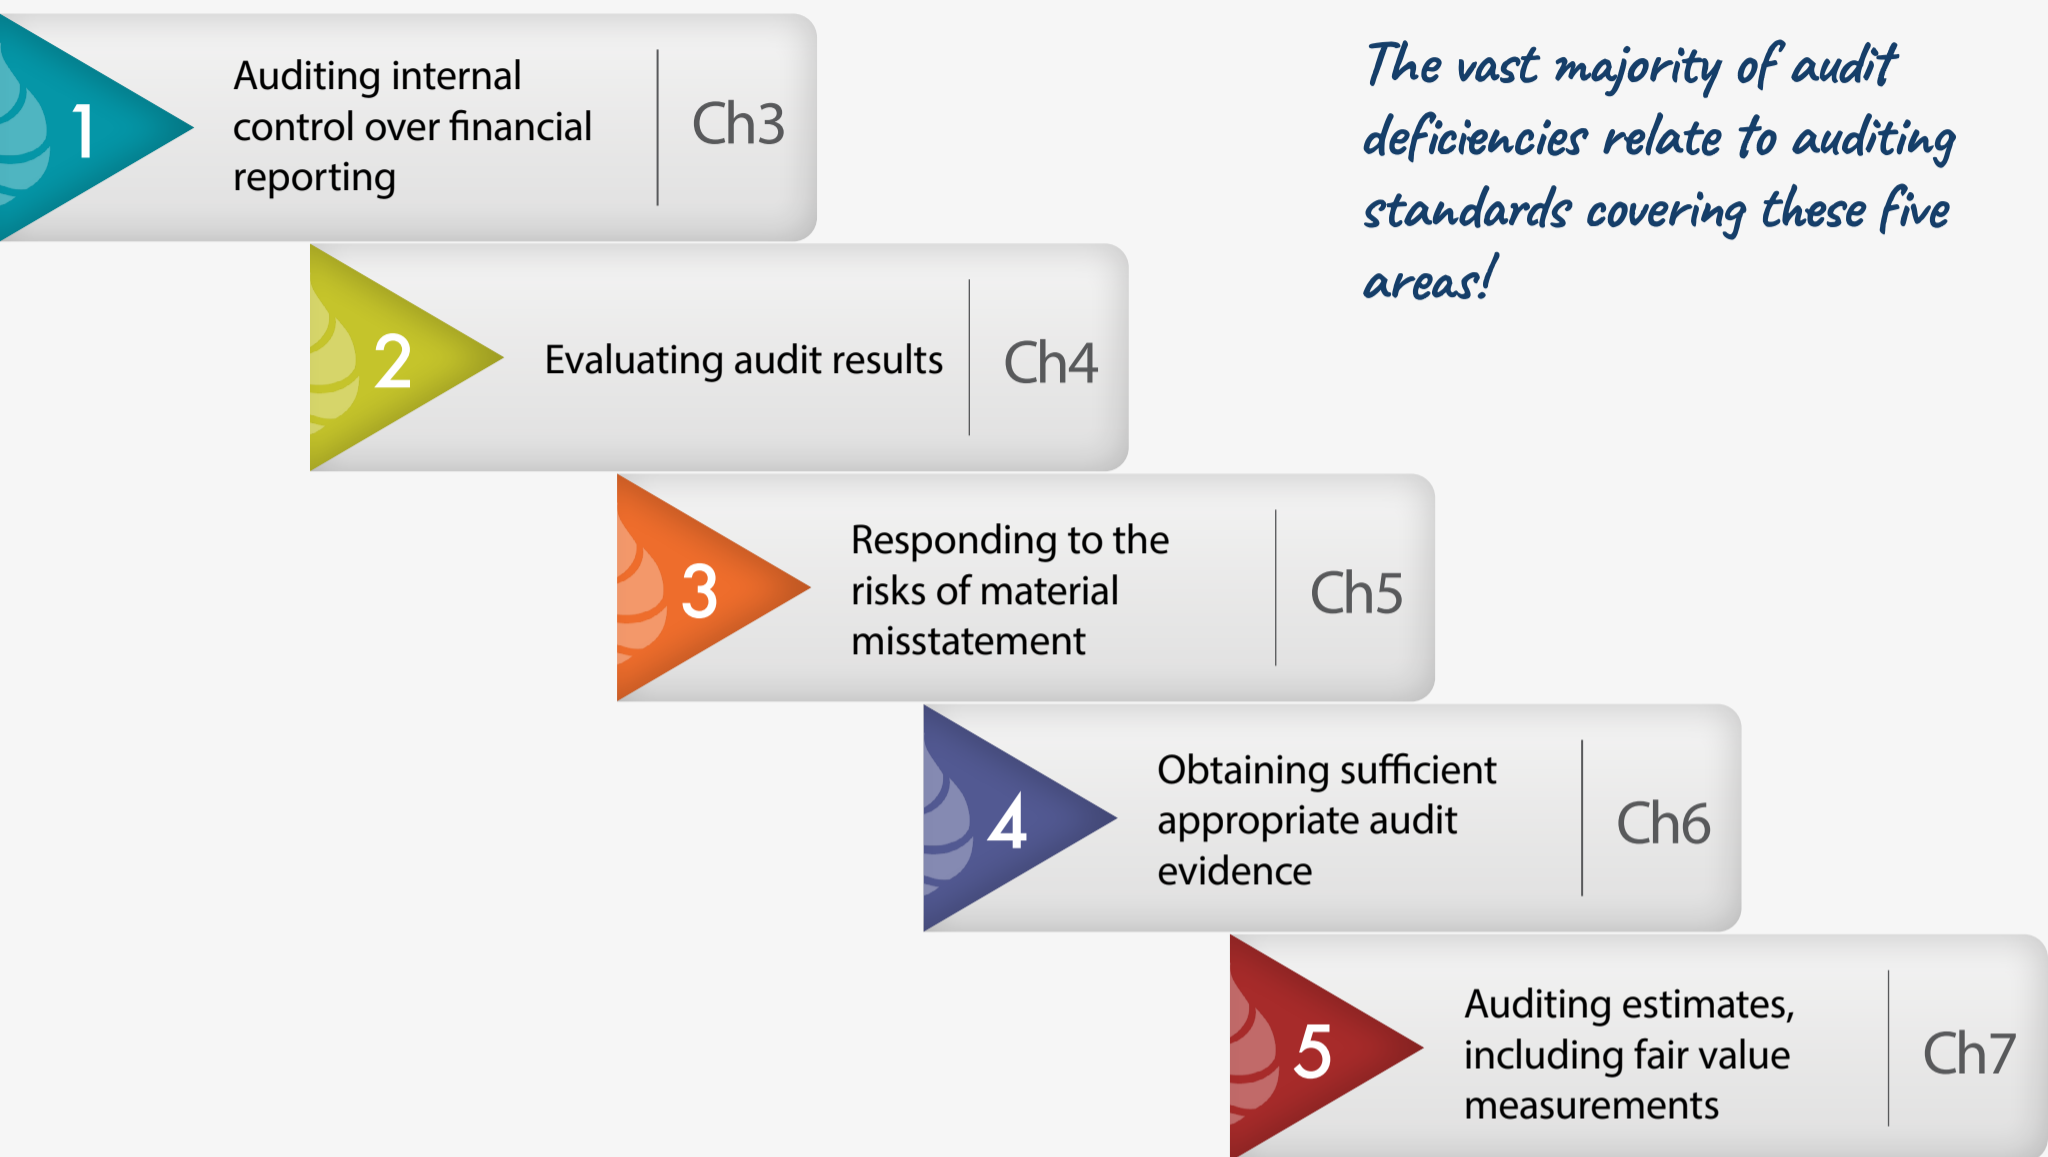 1
Auditing internal
control over financial
reporting
Ch3
The vast majority of audit
deficiencies relate to auditing
standards covering these five
areas!
2
Evaluating audit results
Ch4
3
Responding to the
risks of material
misstatement
Ch5
4
Obtaining sufficient
appropriate audit
evidence
Ch6
5
Auditing estimates,
including fair value
measurements
Ch7